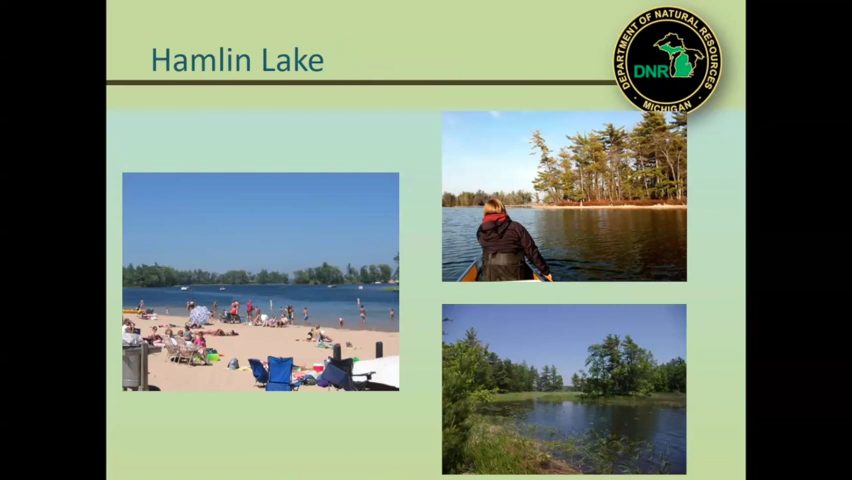 Hamlin Lake
DEPARTMENT OF NATURAL RESOURCES
DNR
· MICHIGAN ·